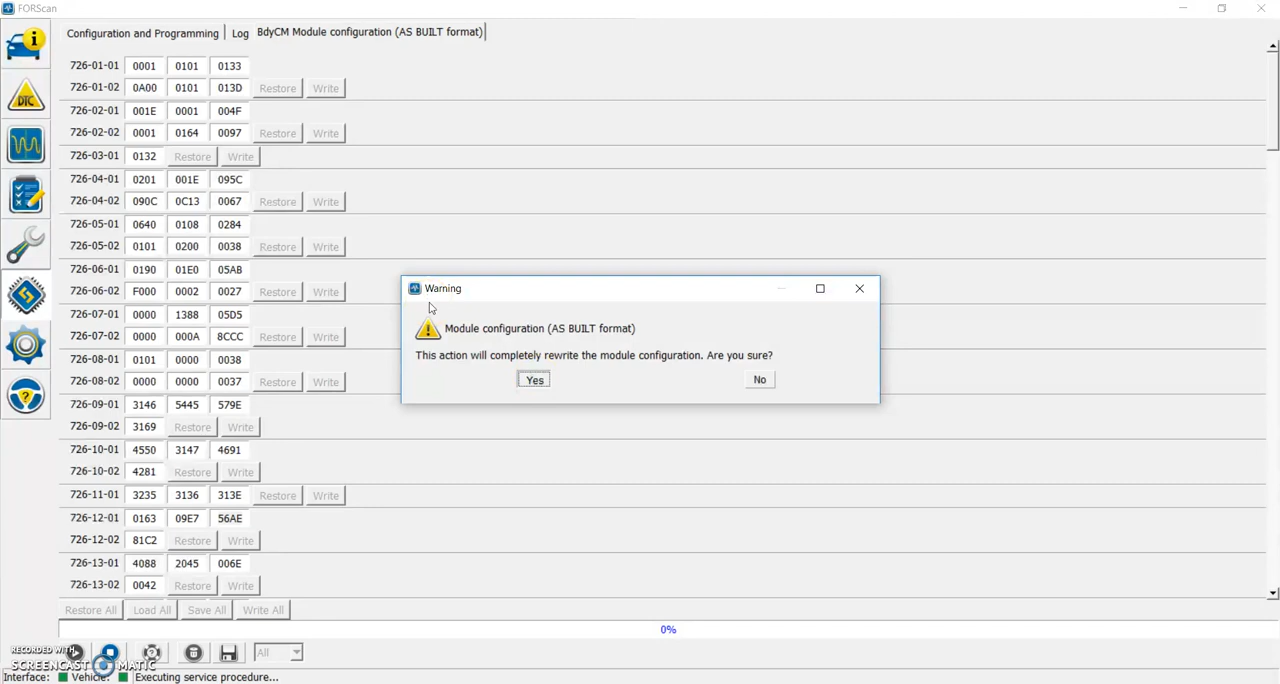 FORScan
Configuration and Programming Log BdyCM Module configuration (AS BUILT format)
726-01-01 0001 0101 0133
726-01-02 0A00 0101 013D Restore Write
726-02-01 001E 0001 004F
726-02-02 0001 0164 0097 Restore Write
726-03-01 0132 Restore Write
726-04-01 0201 001E 095C
726-04-02 090C 0C13 0067 Restore Write
726-05-01 0640 0108 0284
726-05-02 0101 0200 0038 Restore Write
726-06-01 0190 01E0 05AB
726-06-02 F000 0002 0027 Restore Write
726-07-01 0000 1388 05D5
726-07-02 0000 000A 8CCC Restore Write
726-08-01 0101 0000 0038
726-08-02 0000 0000 0037 Restore Write
726-09-01 3146 5445 579E
726-09-02 3169 Restore Write
726-10-01 4550 3147 4691
726-10-02 4281 Restore Write
726-11-01 3235 3136 313E Restore Write
726-12-01 0163 09E7 56AE
726-12-02 81C2 Restore Write
726-13-01 4088 2045 006E
726-13-02 0042 Restore Write
Warning
Module configuration (AS BUILT format)
This action will completely rewrite the module configuration. Are you sure?
Yes No
Restore All Load All Save All Write All
0%
All
RECORDED WITH
SCREENCAST MATIC
Interface: Vehicle: Executing service procedure...
DTC